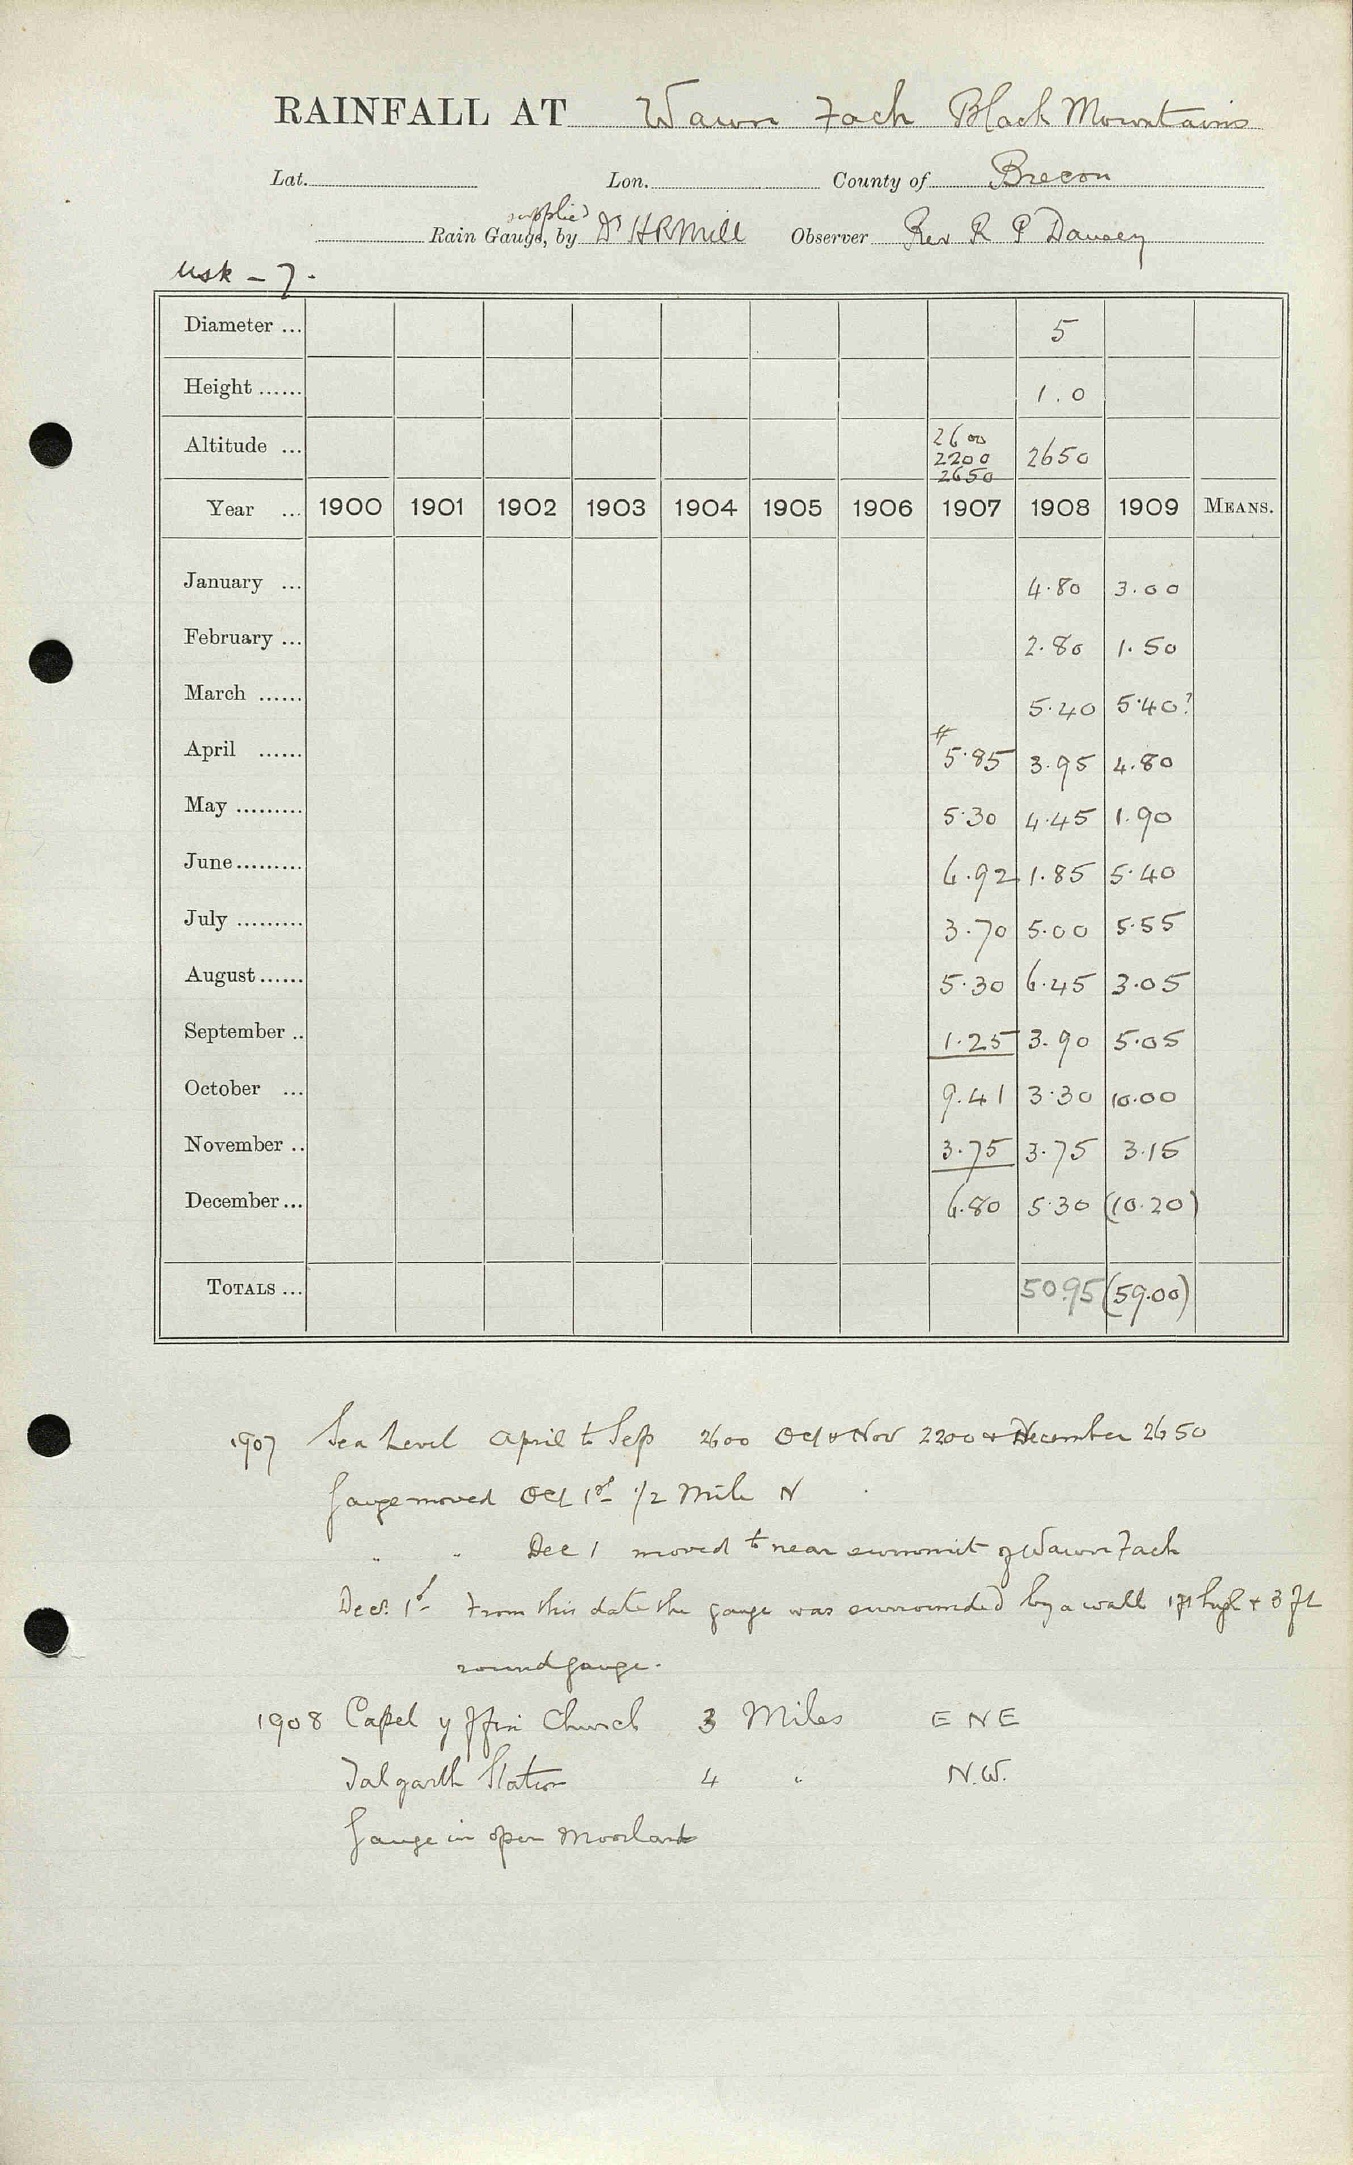 RAINFALL AT Wawn Fach Black Mountains
Lat. Lon. County of Brecon
supplied
Rain Gauge, by Dr H R Mill Observer Rev R P
Usk - 7.
Diameter ... 5
Height ...... 1.0
Altitude ... 2600 2200 2650 2650
Year ... 1900 1901 1902 1903 1904 1905 1906 1907 1908 1909 MEANS.
January ... 4.80 3.00
February ... 2.80 1.50
March ...... 5.40 5.40?
April ...... # 5.85 3.95 4.80
May ......... 5.30 4.45 1.90
June......... 6.92 1.85 5.40
July ......... 3.70 5.00 5.55
August...... 5.30 6.45 3.05
September .. 1.25 3.90 5.05
October ... 9.41 3.30 10.00
November .. 3.75 3.75 3.15
December... 6.80 5.30 (10.20)
TOTALS ... 50.95 (59.00)
1907 Sea Level April to Sep 2600 Oct & Nov 2200 & December 2650
Gauge moved Oct 1st 1/2 Mile N
" " Dec 1 moved to near summit of Wawn Fach
Decr. 1st From this date the gauge was surrounded by a wall 1ft high & 3 ft
round gauge.
1908 Capel y ffin Church 3 Miles E N E
Talgarth Station 4 " N.W.
Gauge in open Moorland